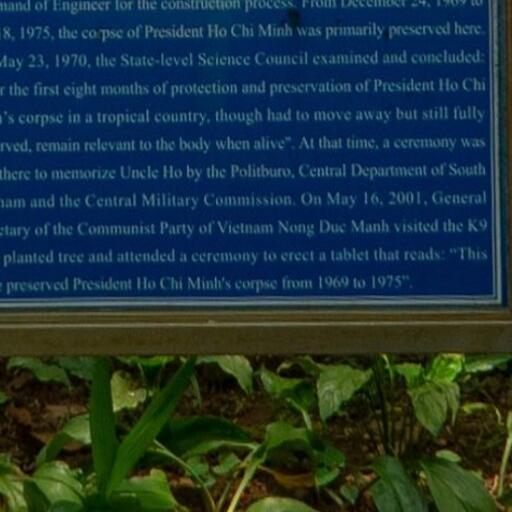 mand of Engineer for the construction process. From December 24, 1969 to
18, 1975, the corpse of President Ho Chi Minh was primarily preserved here.
May 23, 1970, the State-level Science Council examined and concluded:
r the first eight months of protection and preservation of President Ho Chi
's corpse in a tropical country, though had to move away but still fully
rved, remain relevant to the body when alive". At that time, a ceremony was
there to memorize Uncle Ho by the Politburo, Central Department of South
nam and the Central Military Commission. On May 16, 2001, General
etary of the Communist Party of Vietnam Nong Duc Manh visited the K9
planted tree and attended a ceremony to erect a tablet that reads: "This
preserved President Ho Chi Minh's corpse from 1969 to 1975".